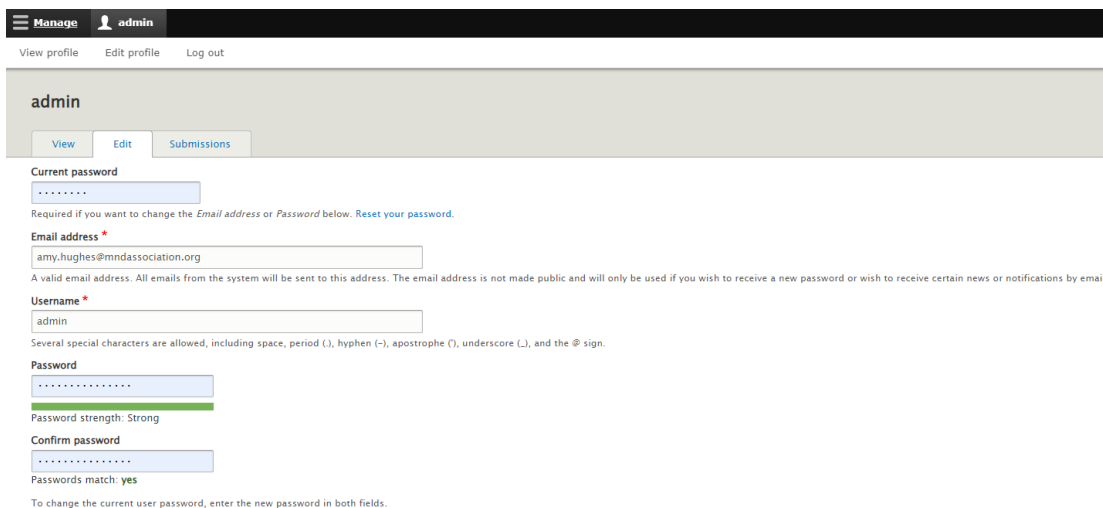 Manage admin
View profile Edit profile Log out
admin
View Edit Submissions
Current password
········
Required if you want to change the Email address or Password below. Reset your password.
Email address *
amy.hughes@mndassociation.org
A valid email address. All emails from the system will be sent to this address. The email address is not made public and will only be used if you wish to receive a new password or wish to receive certain news or notifications by emai
Username *
admin
Several special characters are allowed, including space, period (.), hyphen (-), apostrophe ('), underscore (_), and the @ sign.
Password
···············
Password strength: Strong
Confirm password
···············
Passwords match: yes
To change the current user password, enter the new password in both fields.